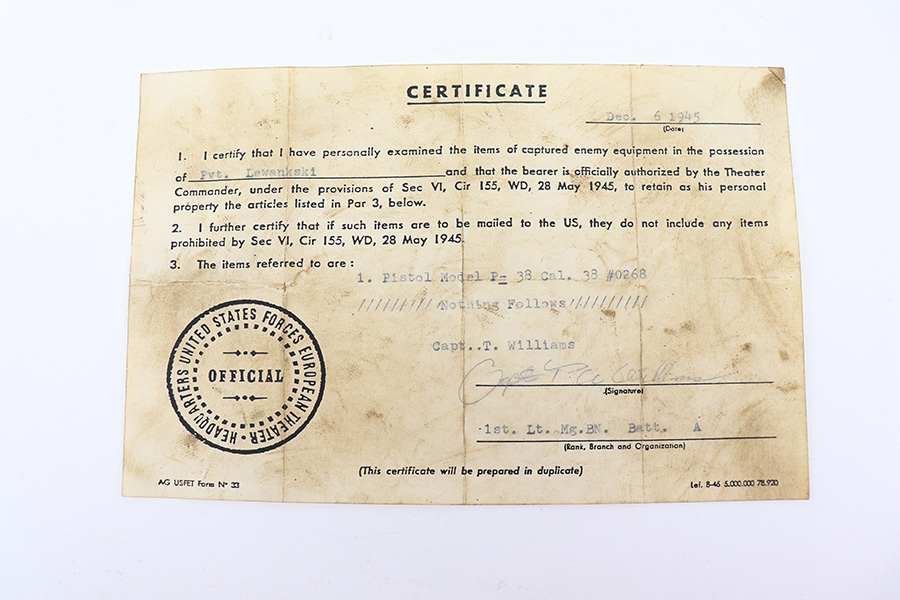 CERTIFICATE
Dec. 6 1945
(Date)
1. I certify that I have personally examined the items of captured enemy equipment in the possession
of Pvt. Lewankski and that the bearer is officially authorized by the Theater
Commander, under the provisions of Sec VI, Cir 155, WD, 28 May 1945, to retain as his personal
property the articles listed in Par 3, below.
2. I further certify that if such items are to be mailed to the US, they do not include any items
prohibited by Sec VI, Cir 155, WD, 28 May 1945.
3. The items referred to are :
1. Pistol Model P- 38 Cal. 38 #0268
//////////Nothing Follows//////////
HEADQUARTERS UNITED STATES FORCES EUROPEAN THEATER
OFFICIAL
Capt..T. Williams
Capt T. Williams
(Signature)
1st. Lt. Mg.BN. Batt. A
(Rank, Branch and Organization)
(This certificate will be prepared in duplicate)
AG USFET Form N° 33
Lef. 8-45 5.000.000 78.920